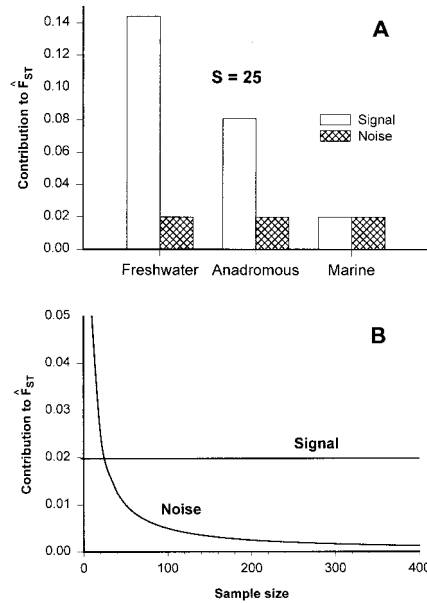 A
S = 25
Signal
Noise
Contribution to F̂ST
0.14
0.12
0.10
0.08
0.06
0.04
0.02
0.00
Freshwater Anadromous Marine
B
Signal
Noise
Contribution to F̂ST
0.05
0.04
0.03
0.02
0.01
0.00
0 100 200 300 400
Sample size